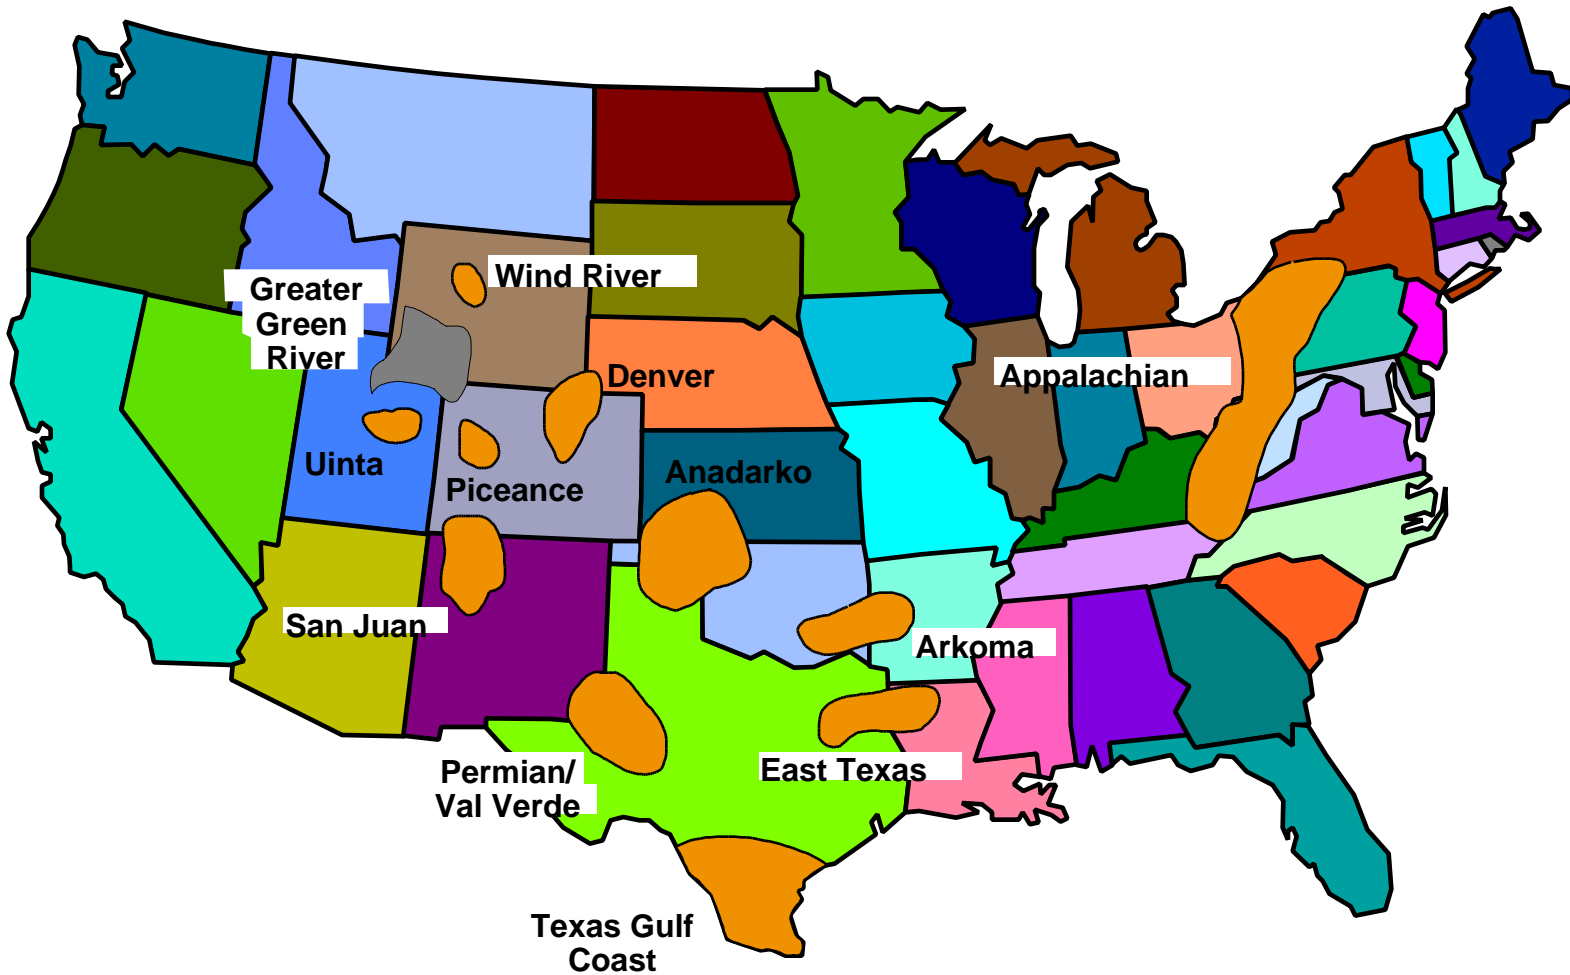 Wind River
Greater
Green
River
Denver
Appalachian
Uinta
Piceance
Anadarko
San Juan
Arkoma
Permian/
Val Verde
East Texas
Texas Gulf
Coast